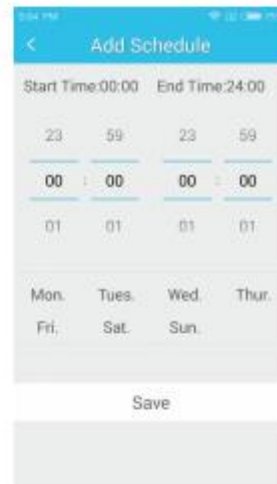 Add Schedule
Start Time:00:00 End Time:24:00
23 59 23 59
00 : 00 00 : 00
01 01 01 01
Mon. Tues. Wed. Thur.
Fri. Sat. Sun.
Save